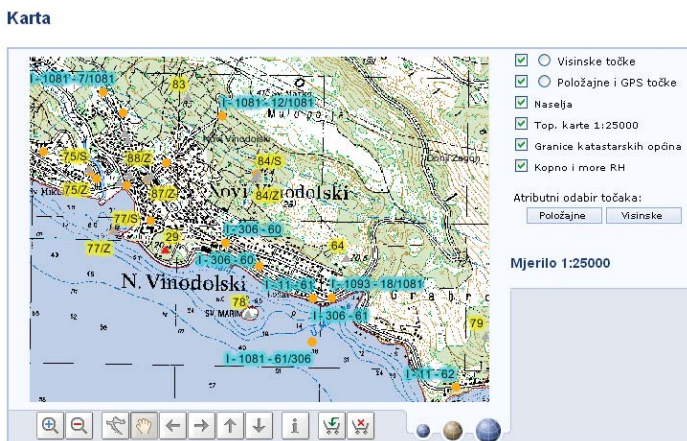 Karta
I - 1081 - 7/1081
83
I - 1081 - 12/1081
Novi Vinodolski
75/S
88/Z
84/S
75/Z
87/Z
84/Z
Novi Vinodolski
77/S
I - 306 - 60
29
64
77/Z
I - 306 - 60
N. Vinodolski
I - 11 - 61
I - 1093 - 18/1081
78
SV. MARIN
I - 306 - 61
79
I - 1081 - 61/306
I - 11 - 62
Visinske točke
Položajne i GPS točke
Naselja
Top. karte 1:25000
Granice katastarskih općina
Kopno i more RH
Atributni odabir točaka:
Položajne Visinske
Mjerilo 1:25000